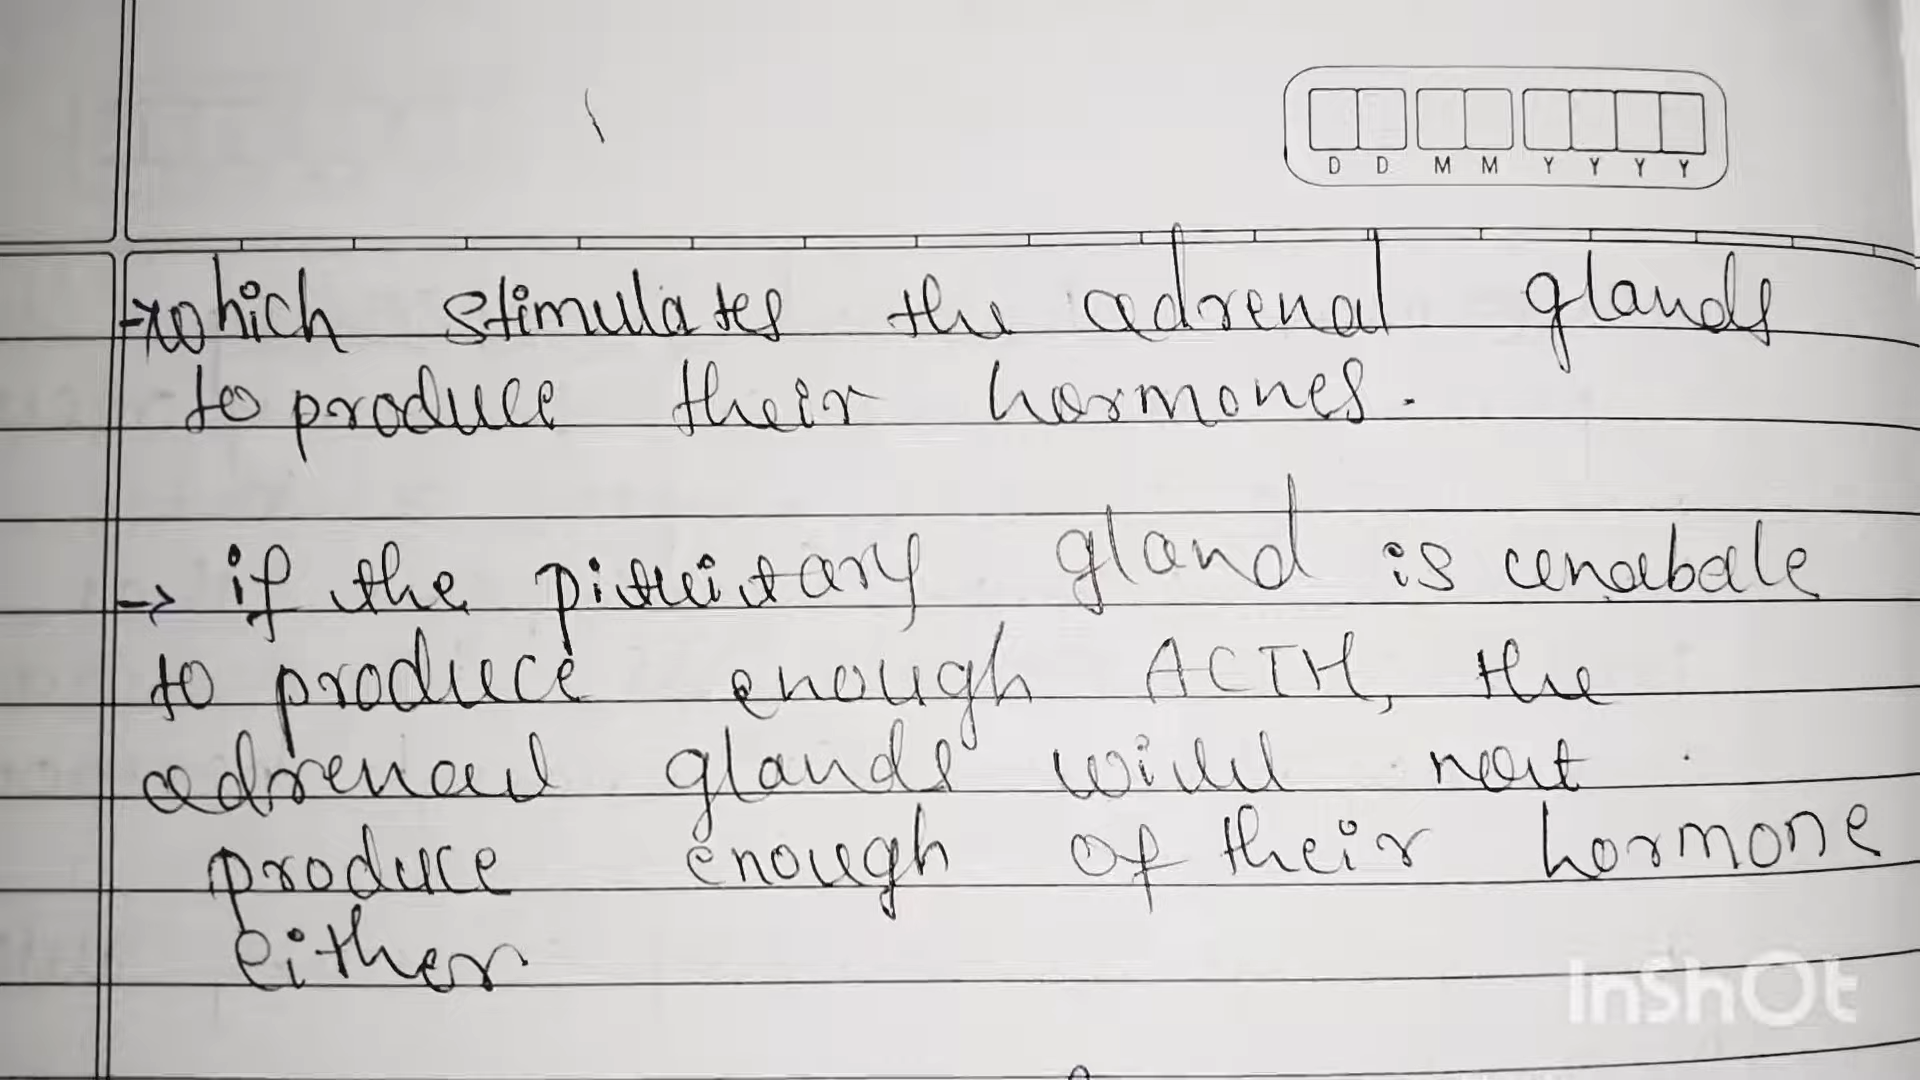 D D M M Y Y Y Y
→which stimulates the adrenal glands
to produce their hormones.
→ if the pituitary gland is unabale
to produce enough ACTH, the
adrenal glands will not
produce enough of their hormone
either
InShOt